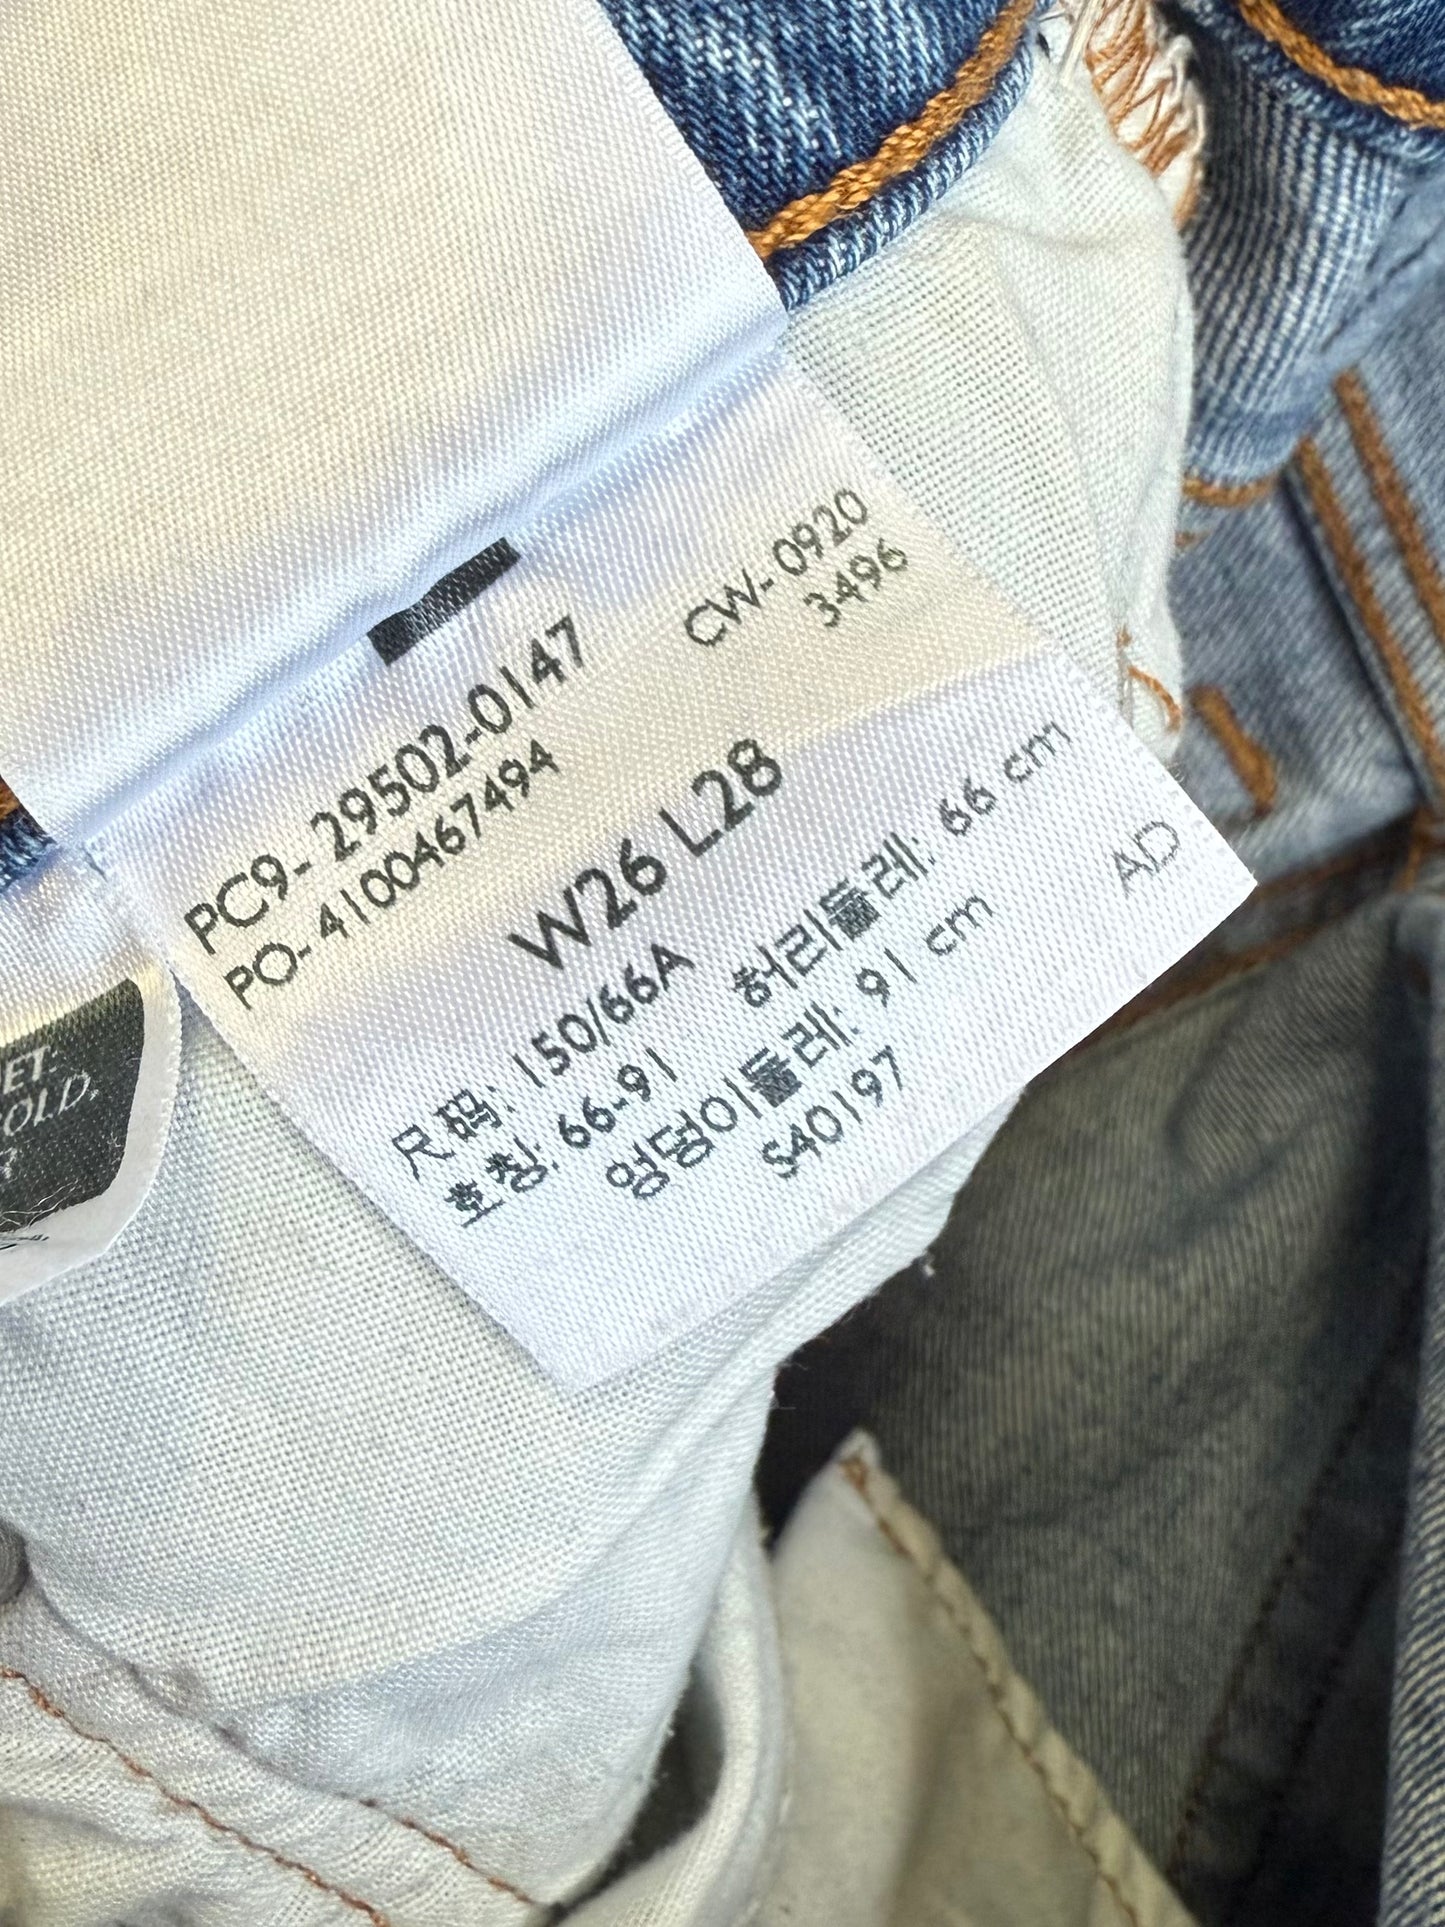 PC9- 29502-0147
PO-4100467494
CW-0920
3496
W26 L28
尺码: 150/66A
호칭: 66-91
허리둘레: 66 cm
엉덩이둘레: 91 cm
S40197
AD
OLD.